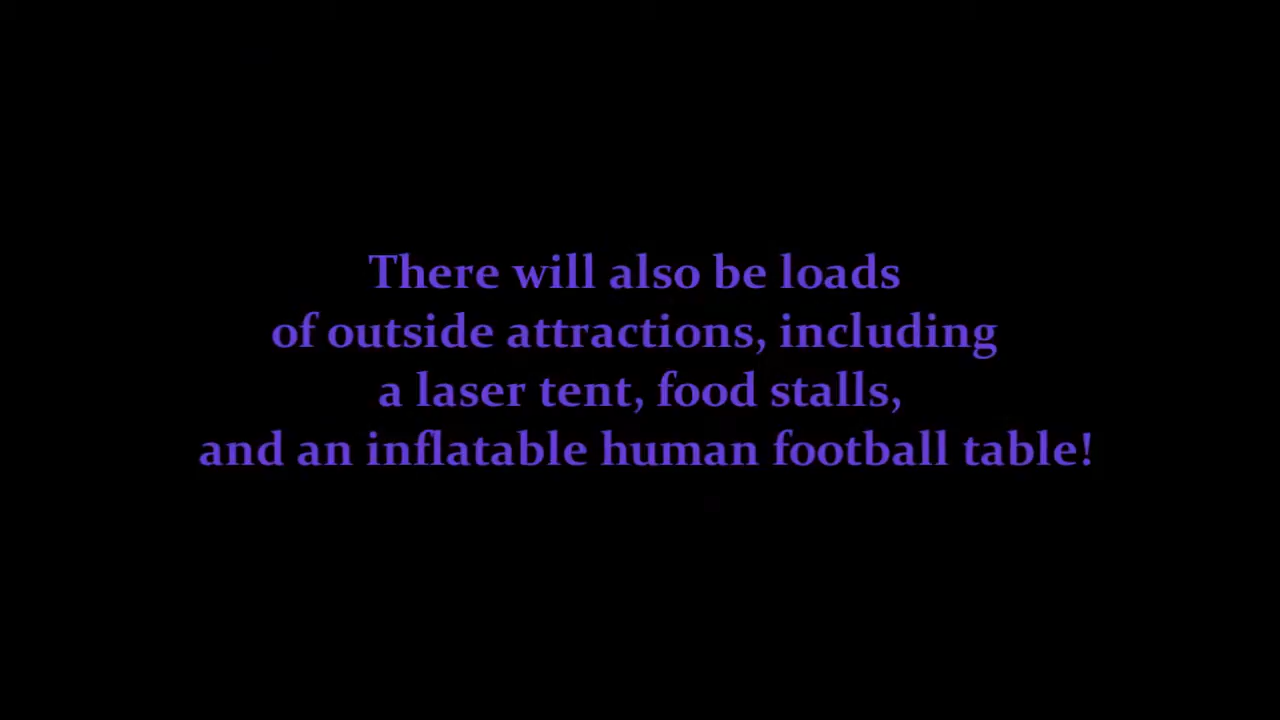 There will also be loads
of outside attractions, including
a laser tent, food stalls,
and an inflatable human football table!